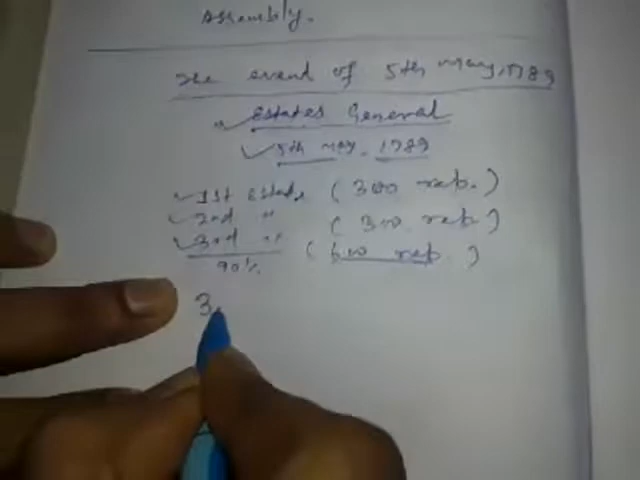 Assembly.
The event of 5th May, 1789
Estates General
5th May, 1789
1st Estate (300 rep.)
2nd " (300 rep.)
3rd " (600 rep.)
90%
3